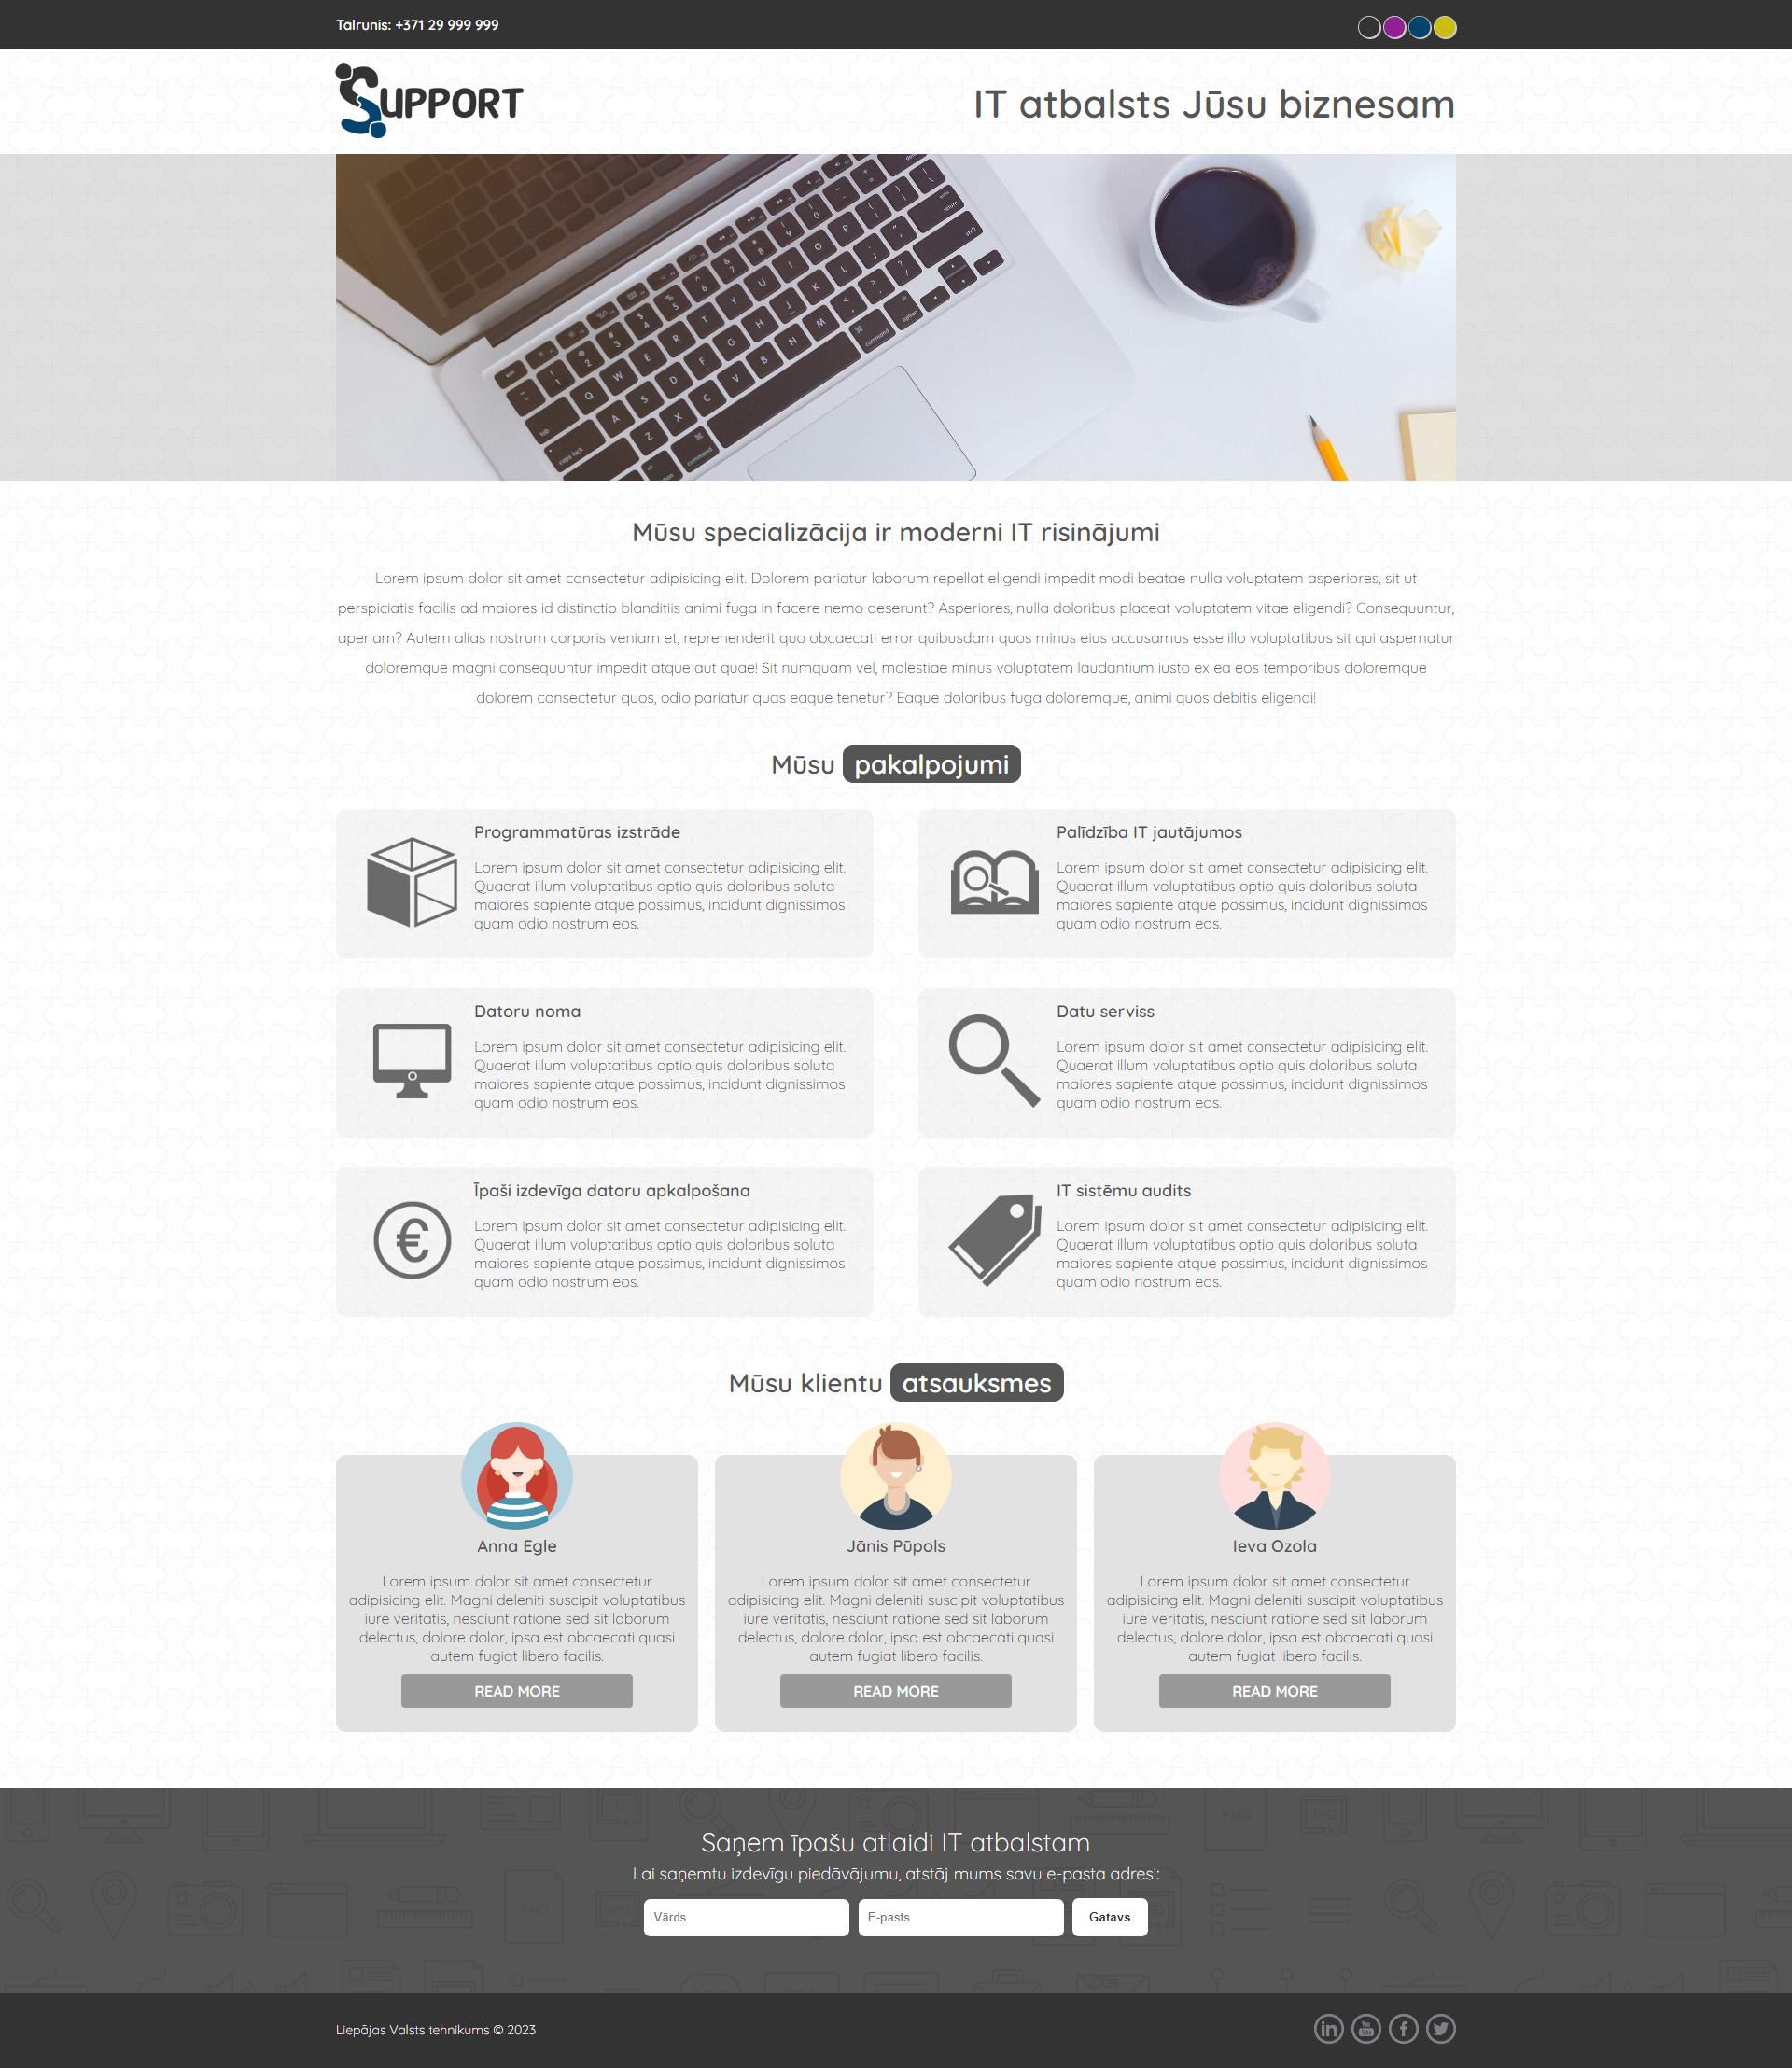 Tālrunis: +371 29 999 999
SUPPORT
IT atbalsts Jūsu biznesam
Mūsu specializācija ir moderni IT risinājumi
Lorem ipsum dolor sit amet consectetur adipisicing elit. Dolorem pariatur laborum repellat eligendi impedit modi beatae nulla voluptatem asperiores, sit ut
perspiciatis facilis ad maiores id distinctio blanditiis animi fuga in facere nemo deserunt? Asperiores, nulla doloribus placeat voluptatem vitae eligendi? Consequuntur,
aperiam? Autem alias nostrum corporis veniam et, reprehenderit quo obcaecati error quibusdam quos minus eius accusamus esse illo voluptatibus sit qui aspernatur
doloremque magni consequuntur impedit atque aut quae! Sit numquam vel, molestiae minus voluptatem laudantium iusto ex ea eos temporibus doloremque
dolorem consectetur quos, odio pariatur quas eaque tenetur? Eaque doloribus fuga doloremque, animi quos debitis eligendi!
Mūsu pakalpojumi
Programmatūras izstrāde
Lorem ipsum dolor sit amet consectetur adipisicing elit.
Quaerat illum voluptatibus optio quis doloribus soluta
maiores sapiente atque possimus, incidunt dignissimos
quam odio nostrum eos.
Palīdzība IT jautājumos
Lorem ipsum dolor sit amet consectetur adipisicing elit.
Quaerat illum voluptatibus optio quis doloribus soluta
maiores sapiente atque possimus, incidunt dignissimos
quam odio nostrum eos.
Datoru noma
Lorem ipsum dolor sit amet consectetur adipisicing elit.
Quaerat illum voluptatibus optio quis doloribus soluta
maiores sapiente atque possimus, incidunt dignissimos
quam odio nostrum eos.
Datu serviss
Lorem ipsum dolor sit amet consectetur adipisicing elit.
Quaerat illum voluptatibus optio quis doloribus soluta
maiores sapiente atque possimus, incidunt dignissimos
quam odio nostrum eos.
Īpaši izdevīga datoru apkalpošana
Lorem ipsum dolor sit amet consectetur adipisicing elit.
Quaerat illum voluptatibus optio quis doloribus soluta
maiores sapiente atque possimus, incidunt dignissimos
quam odio nostrum eos.
IT sistēmu audits
Lorem ipsum dolor sit amet consectetur adipisicing elit.
Quaerat illum voluptatibus optio quis doloribus soluta
maiores sapiente atque possimus, incidunt dignissimos
quam odio nostrum eos.
Mūsu klientu atsauksmes
Anna Egle
Lorem ipsum dolor sit amet consectetur
adipisicing elit. Magni deleniti suscipit voluptatibus
iure veritatis, nesciunt ratione sed sit laborum
delectus, dolore dolor, ipsa est obcaecati quasi
autem fugiat libero facilis.
READ MORE
Jānis Pūpols
Lorem ipsum dolor sit amet consectetur
adipisicing elit. Magni deleniti suscipit voluptatibus
iure veritatis, nesciunt ratione sed sit laborum
delectus, dolore dolor, ipsa est obcaecati quasi
autem fugiat libero facilis.
READ MORE
Ieva Ozola
Lorem ipsum dolor sit amet consectetur
adipisicing elit. Magni deleniti suscipit voluptatibus
iure veritatis, nesciunt ratione sed sit laborum
delectus, dolore dolor, ipsa est obcaecati quasi
autem fugiat libero facilis.
READ MORE
Saņem īpašu atlaidi IT atbalstam
Lai saņemtu izdevīgu piedāvājumu, atstāj mums savu e-pasta adresi:
Vārds
E-pasts
Gatavs
Liepājas Valsts tehnikums © 2023